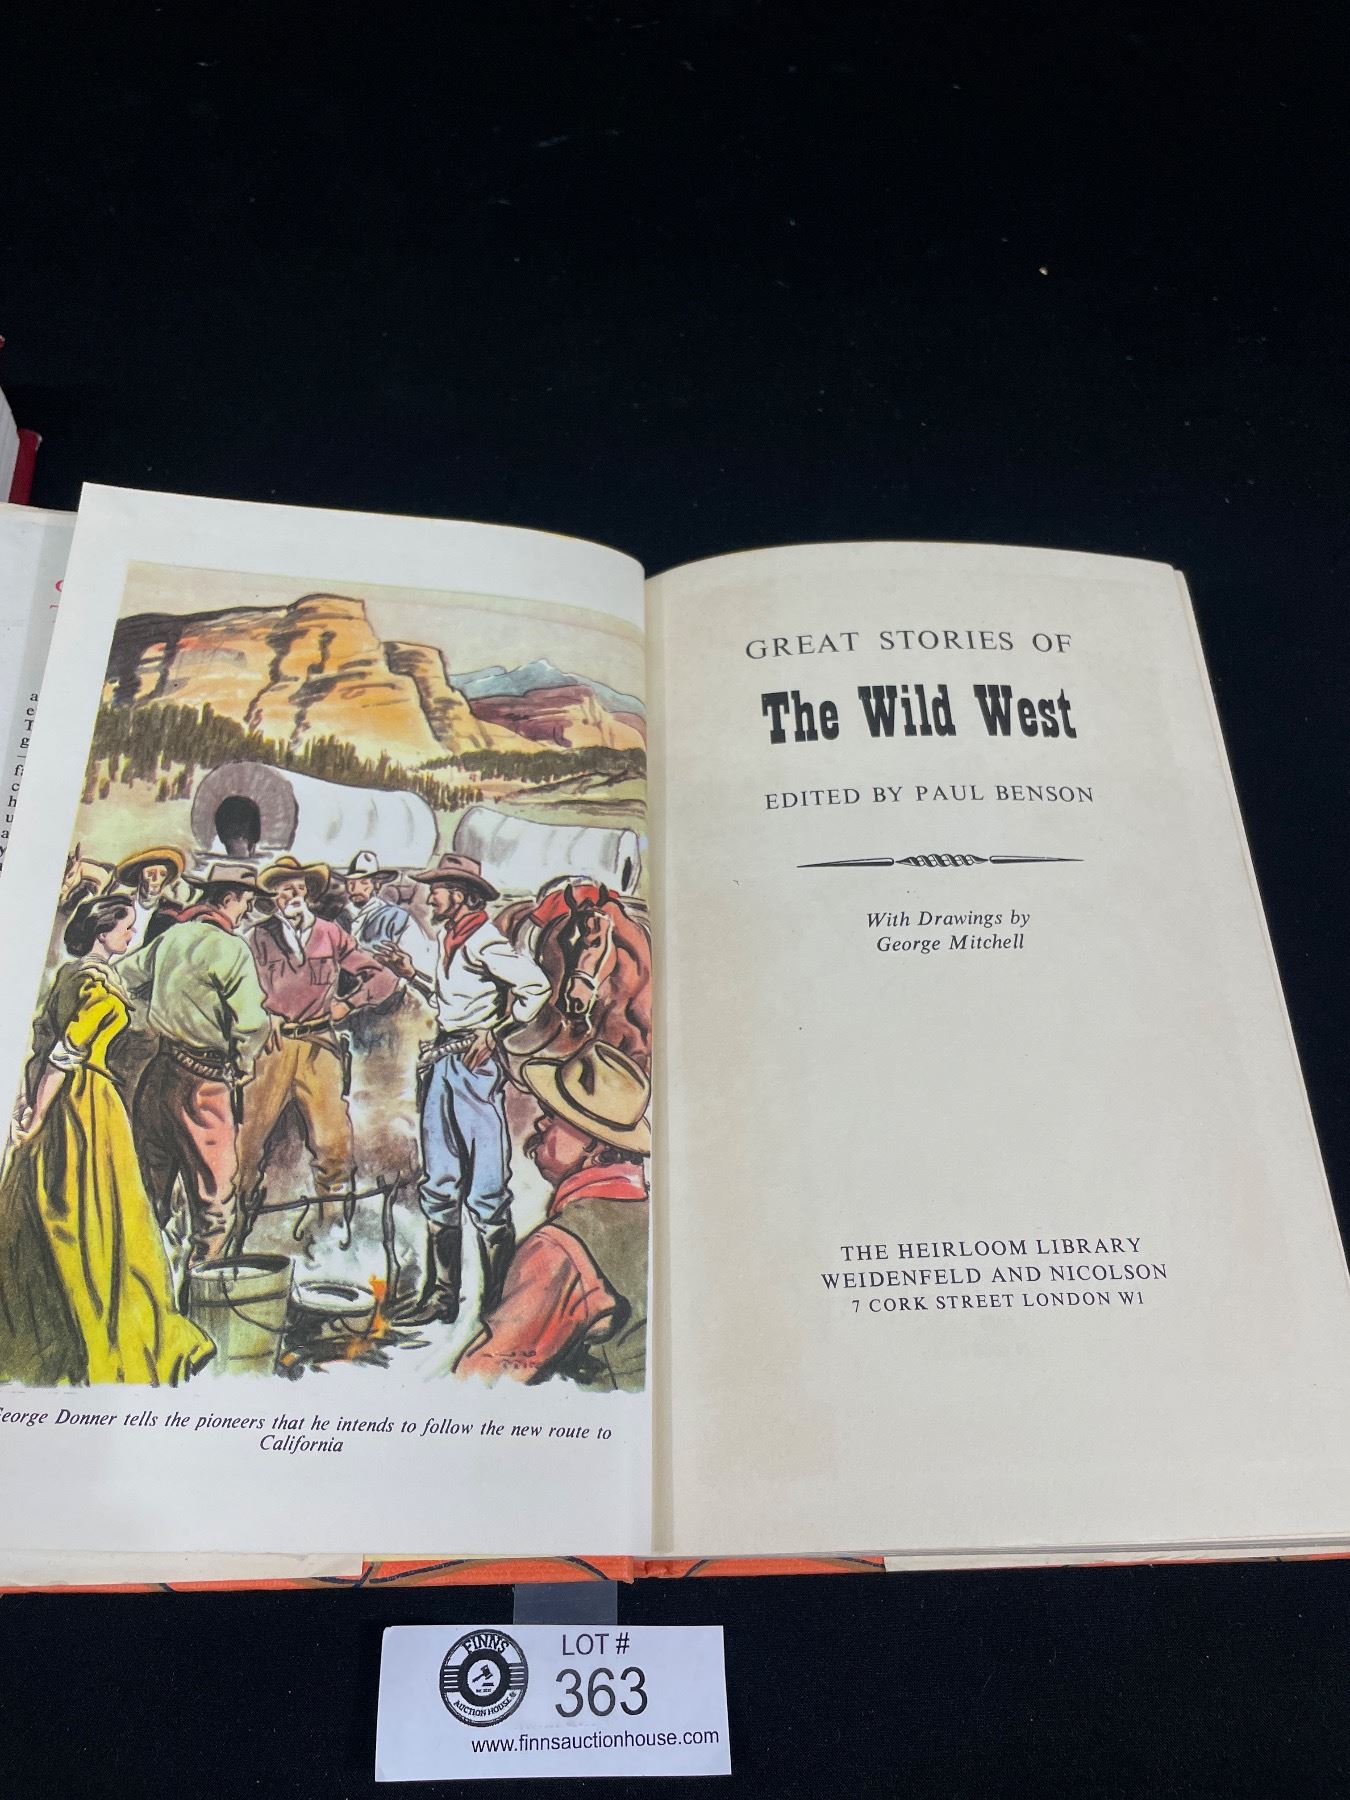 GREAT STORIES OF
The Wild West
EDITED BY PAUL BENSON
With Drawings by
George Mitchell
THE HEIRLOOM LIBRARY
WEIDENFELD AND NICOLSON
7 CORK STREET LONDON W1
George Donner tells the pioneers that he intends to follow the new route to
California
FINNS
AUCTION HOUSE
LOT #
363
www.finnsauctionhouse.com